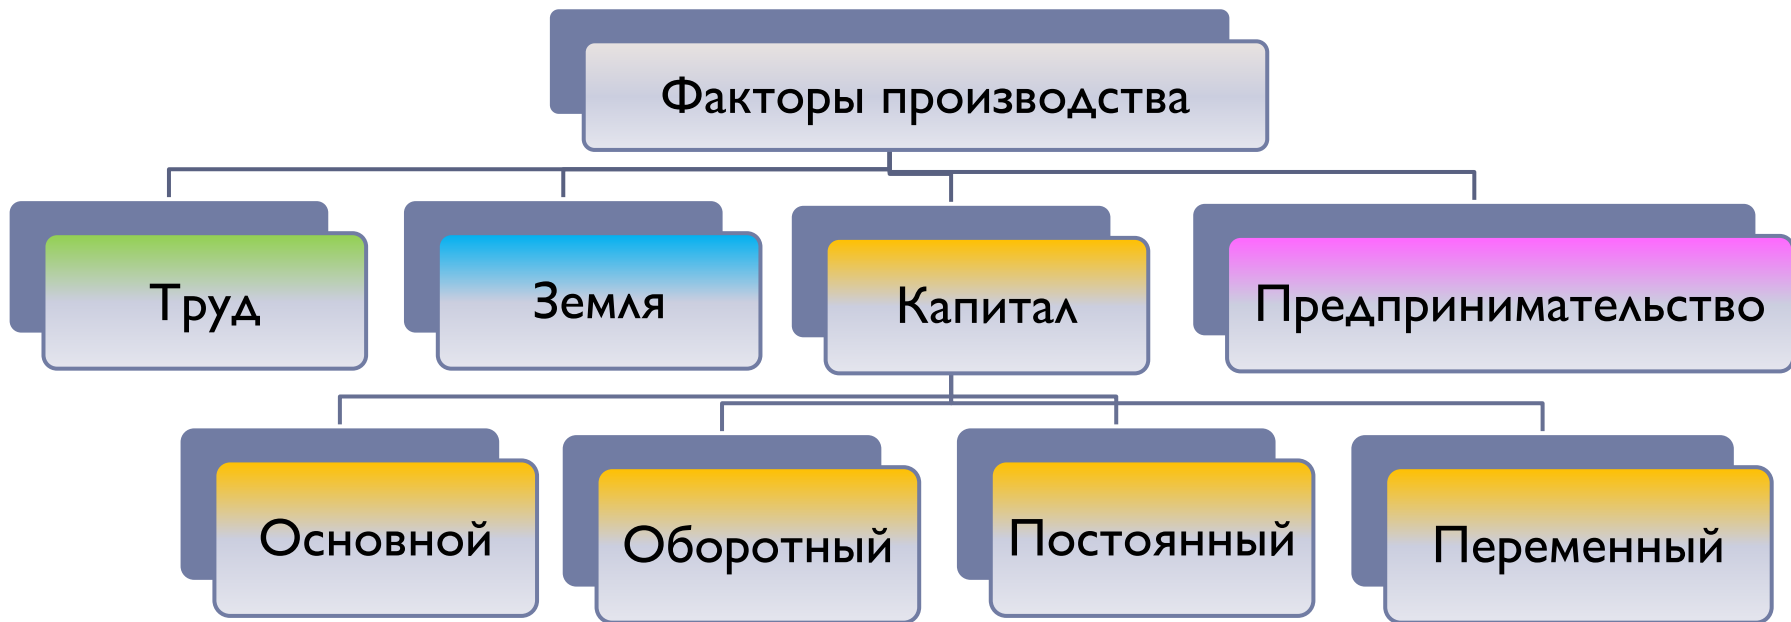 Факторы производства
Труд
Земля
Капитал
Предпринимательство
Основной
Оборотный
Постоянный
Переменный